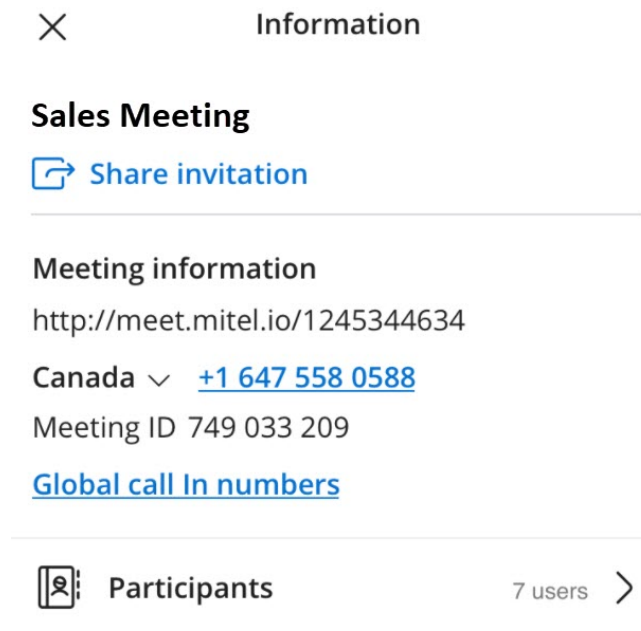 Information
Sales Meeting
Share invitation
Meeting information
http://meet.mitel.io/1245344634
Canada +1 647 558 0588
Meeting ID 749 033 209
Global call In numbers
Participants 7 users